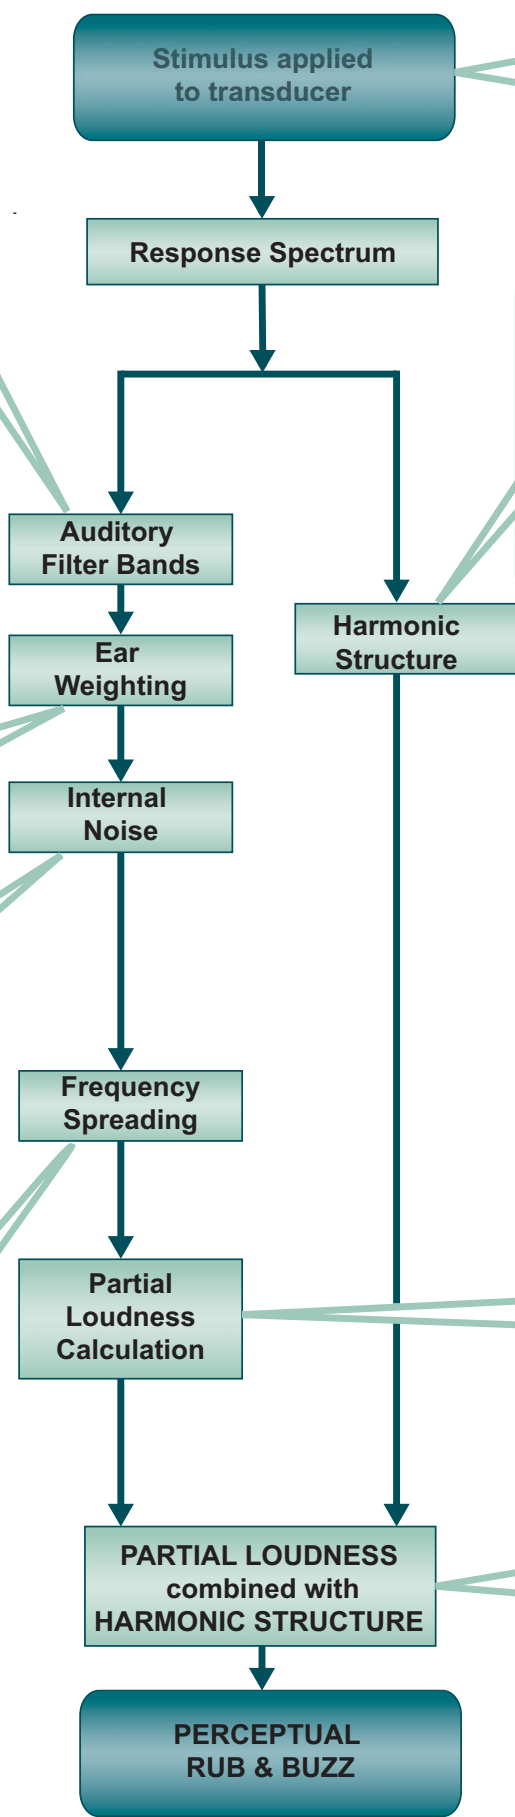 Stimulus applied
to transducer
Response Spectrum
Auditory
Filter Bands
Ear
Weighting
Harmonic
Structure
Internal
Noise
Frequency
Spreading
Partial
Loudness
Calculation
PARTIAL LOUDNESS
combined with
HARMONIC STRUCTURE
PERCEPTUAL
RUB & BUZZ